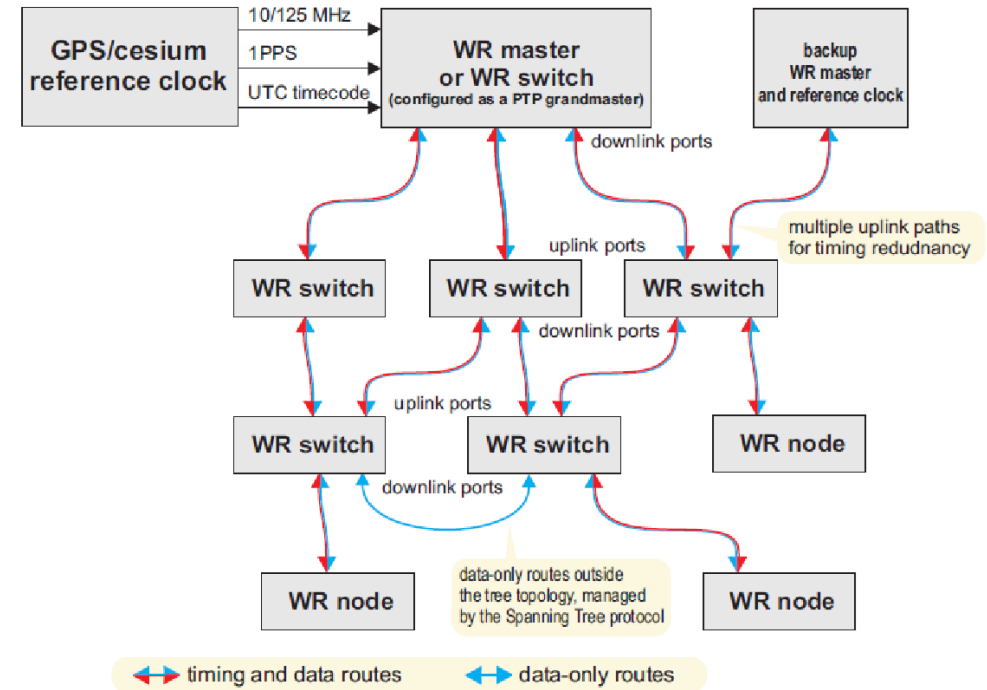 GPS/cesium
reference clock
10/125 MHz
1PPS
UTC timecode
WR master
or WR switch
(configured as a PTP grandmaster)
backup
WR master
and reference clock
downlink ports
multiple uplink paths
for timing redudnancy
uplink ports
WR switch
WR switch
WR switch
downlink ports
uplink ports
WR switch
WR switch
WR node
downlink ports
data-only routes outside
the tree topology, managed
by the Spanning Tree protocol
WR node
WR node
timing and data routes
data-only routes